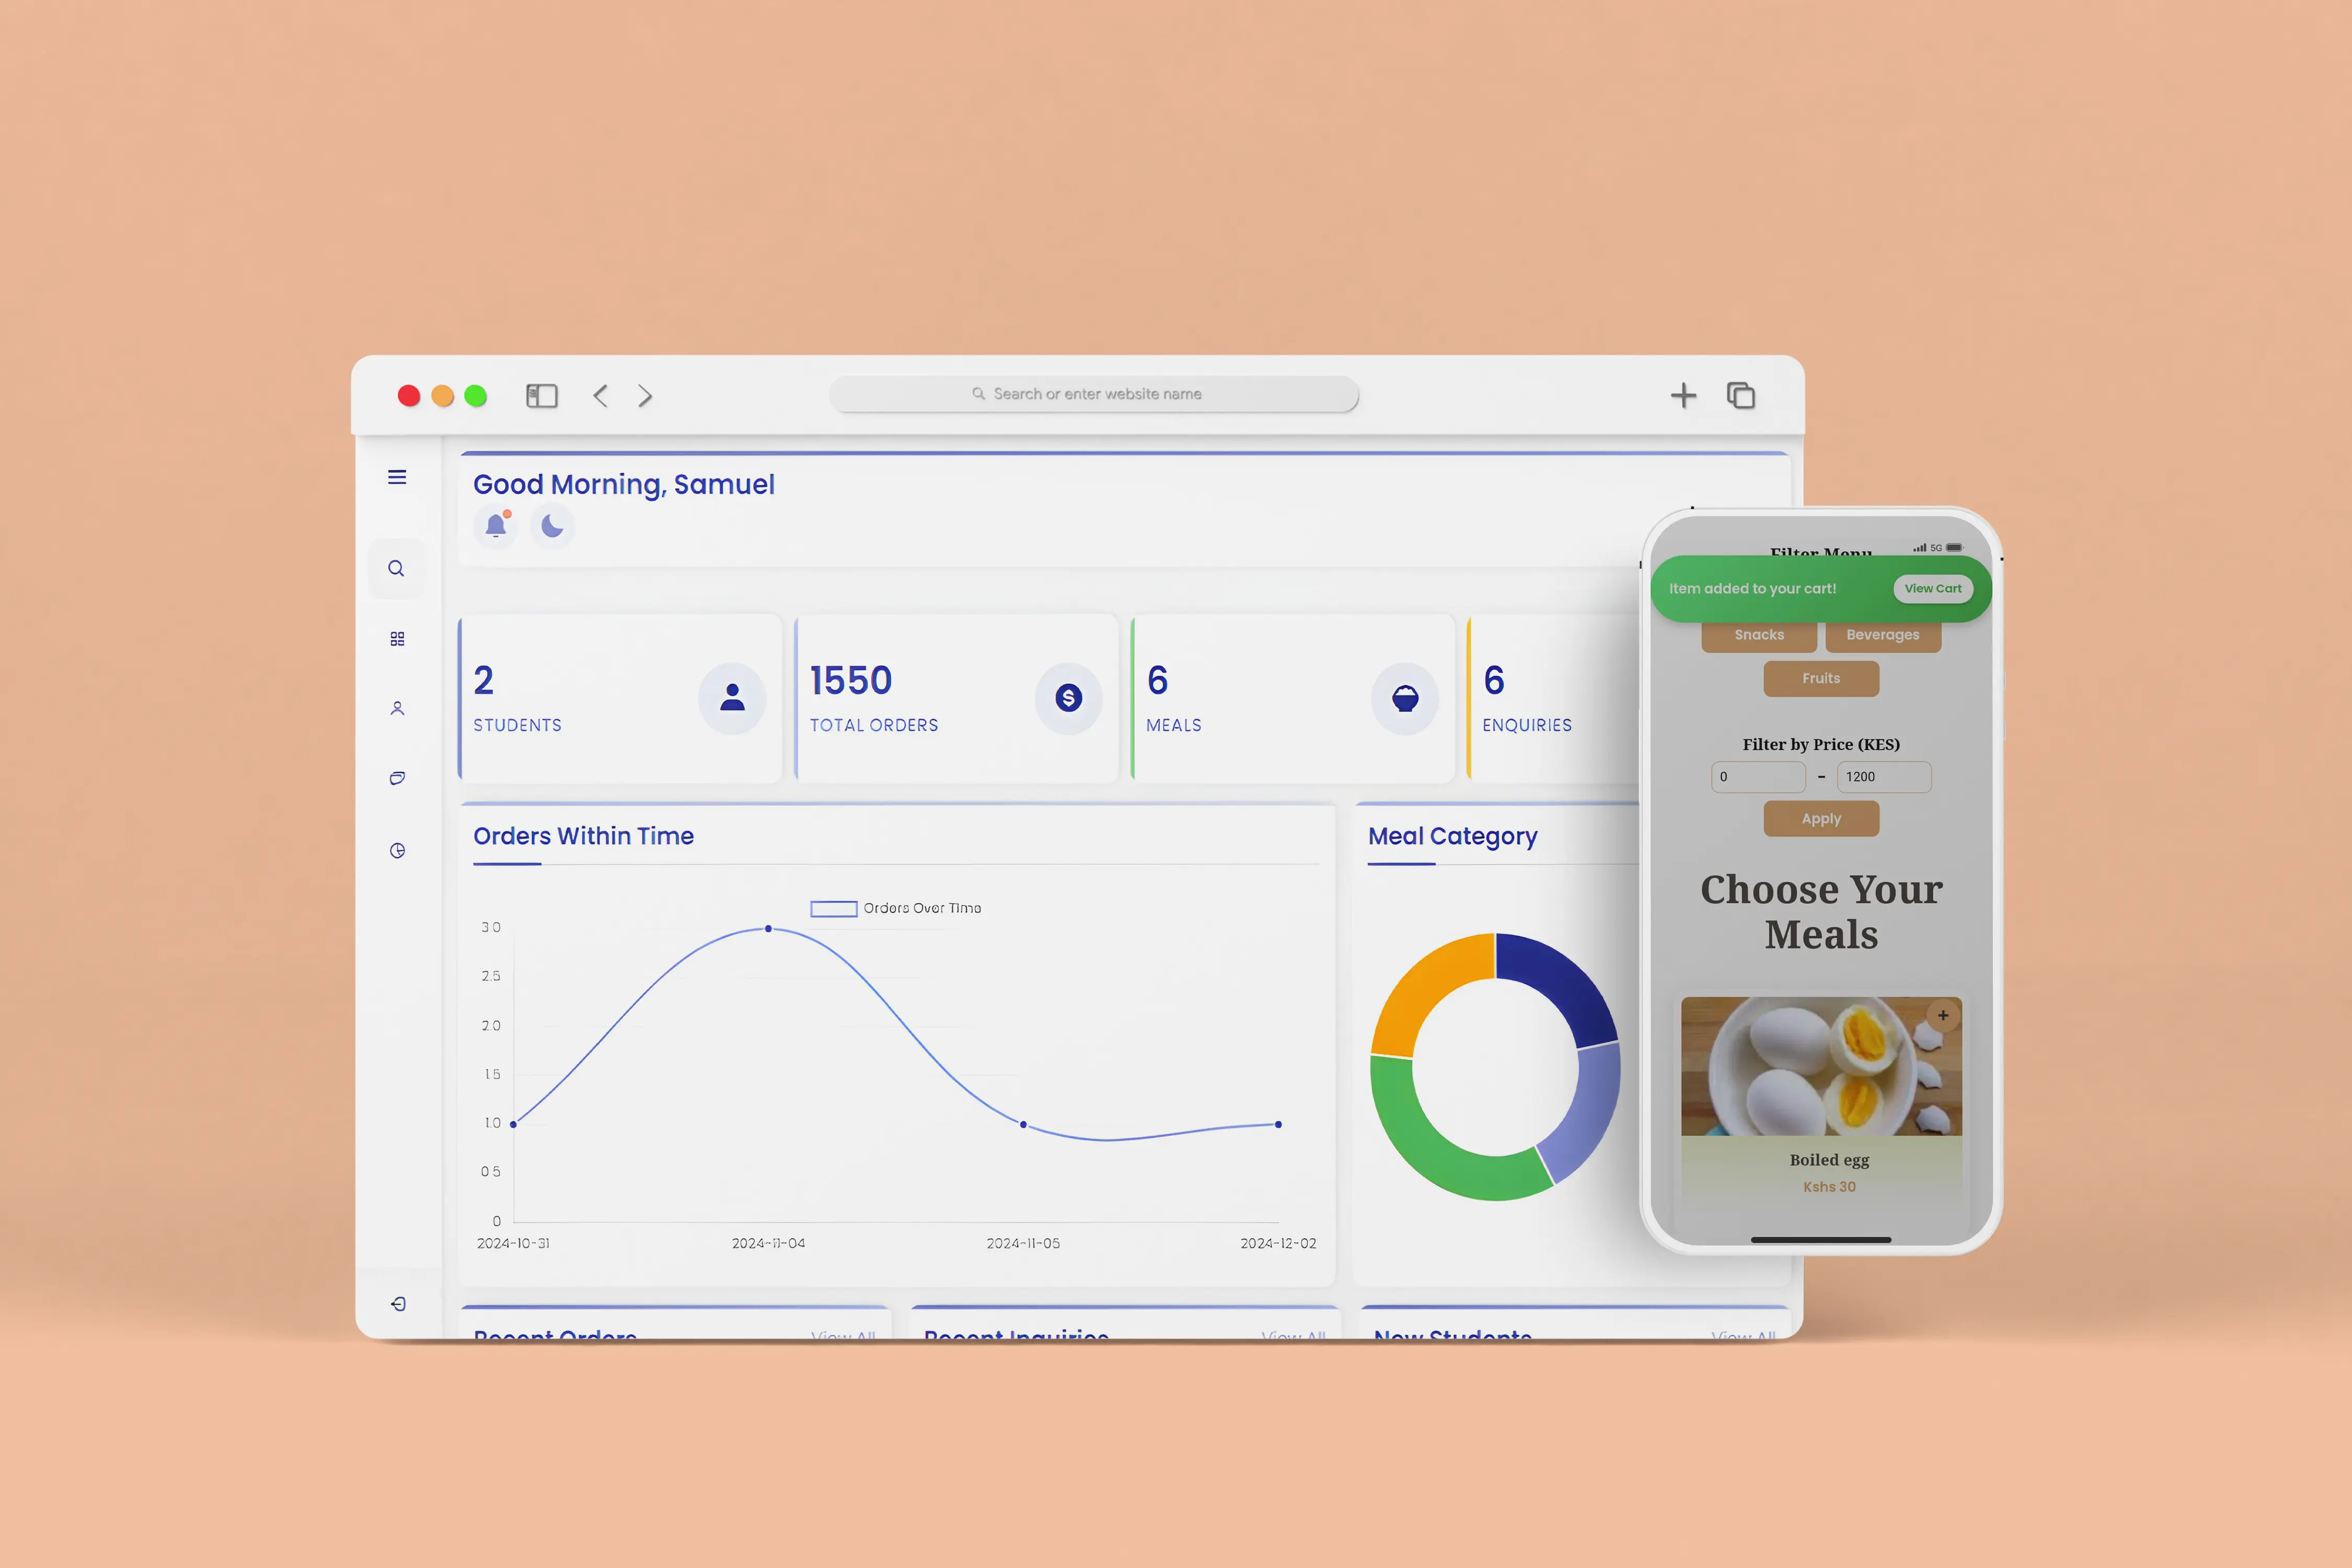 Search or enter website name
Good Morning, Samuel
2
STUDENTS
1550
TOTAL ORDERS
6
MEALS
6
ENQUIRIES
Orders Within Time
Orders Over Time
3.0
2.5
2.0
1.5
1.0
0.5
0
2024-10-31
2024-11-04
2024-11-05
2024-12-02
Meal Category
Recent Orders
View All
Recent Inquiries
View All
New Students
View All
5G
Filter Menu
Item added to your cart!
View Cart
Snacks
Beverages
Fruits
Filter by Price (KES)
0 - 1200
Apply
Choose Your
Meals
+
Boiled egg
Kshs 30